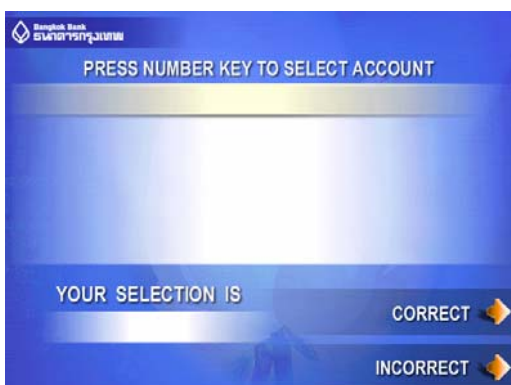 Bangkok Bank
ธนาคารกรุงเทพ
PRESS NUMBER KEY TO SELECT ACCOUNT
YOUR SELECTION IS
CORRECT
INCORRECT